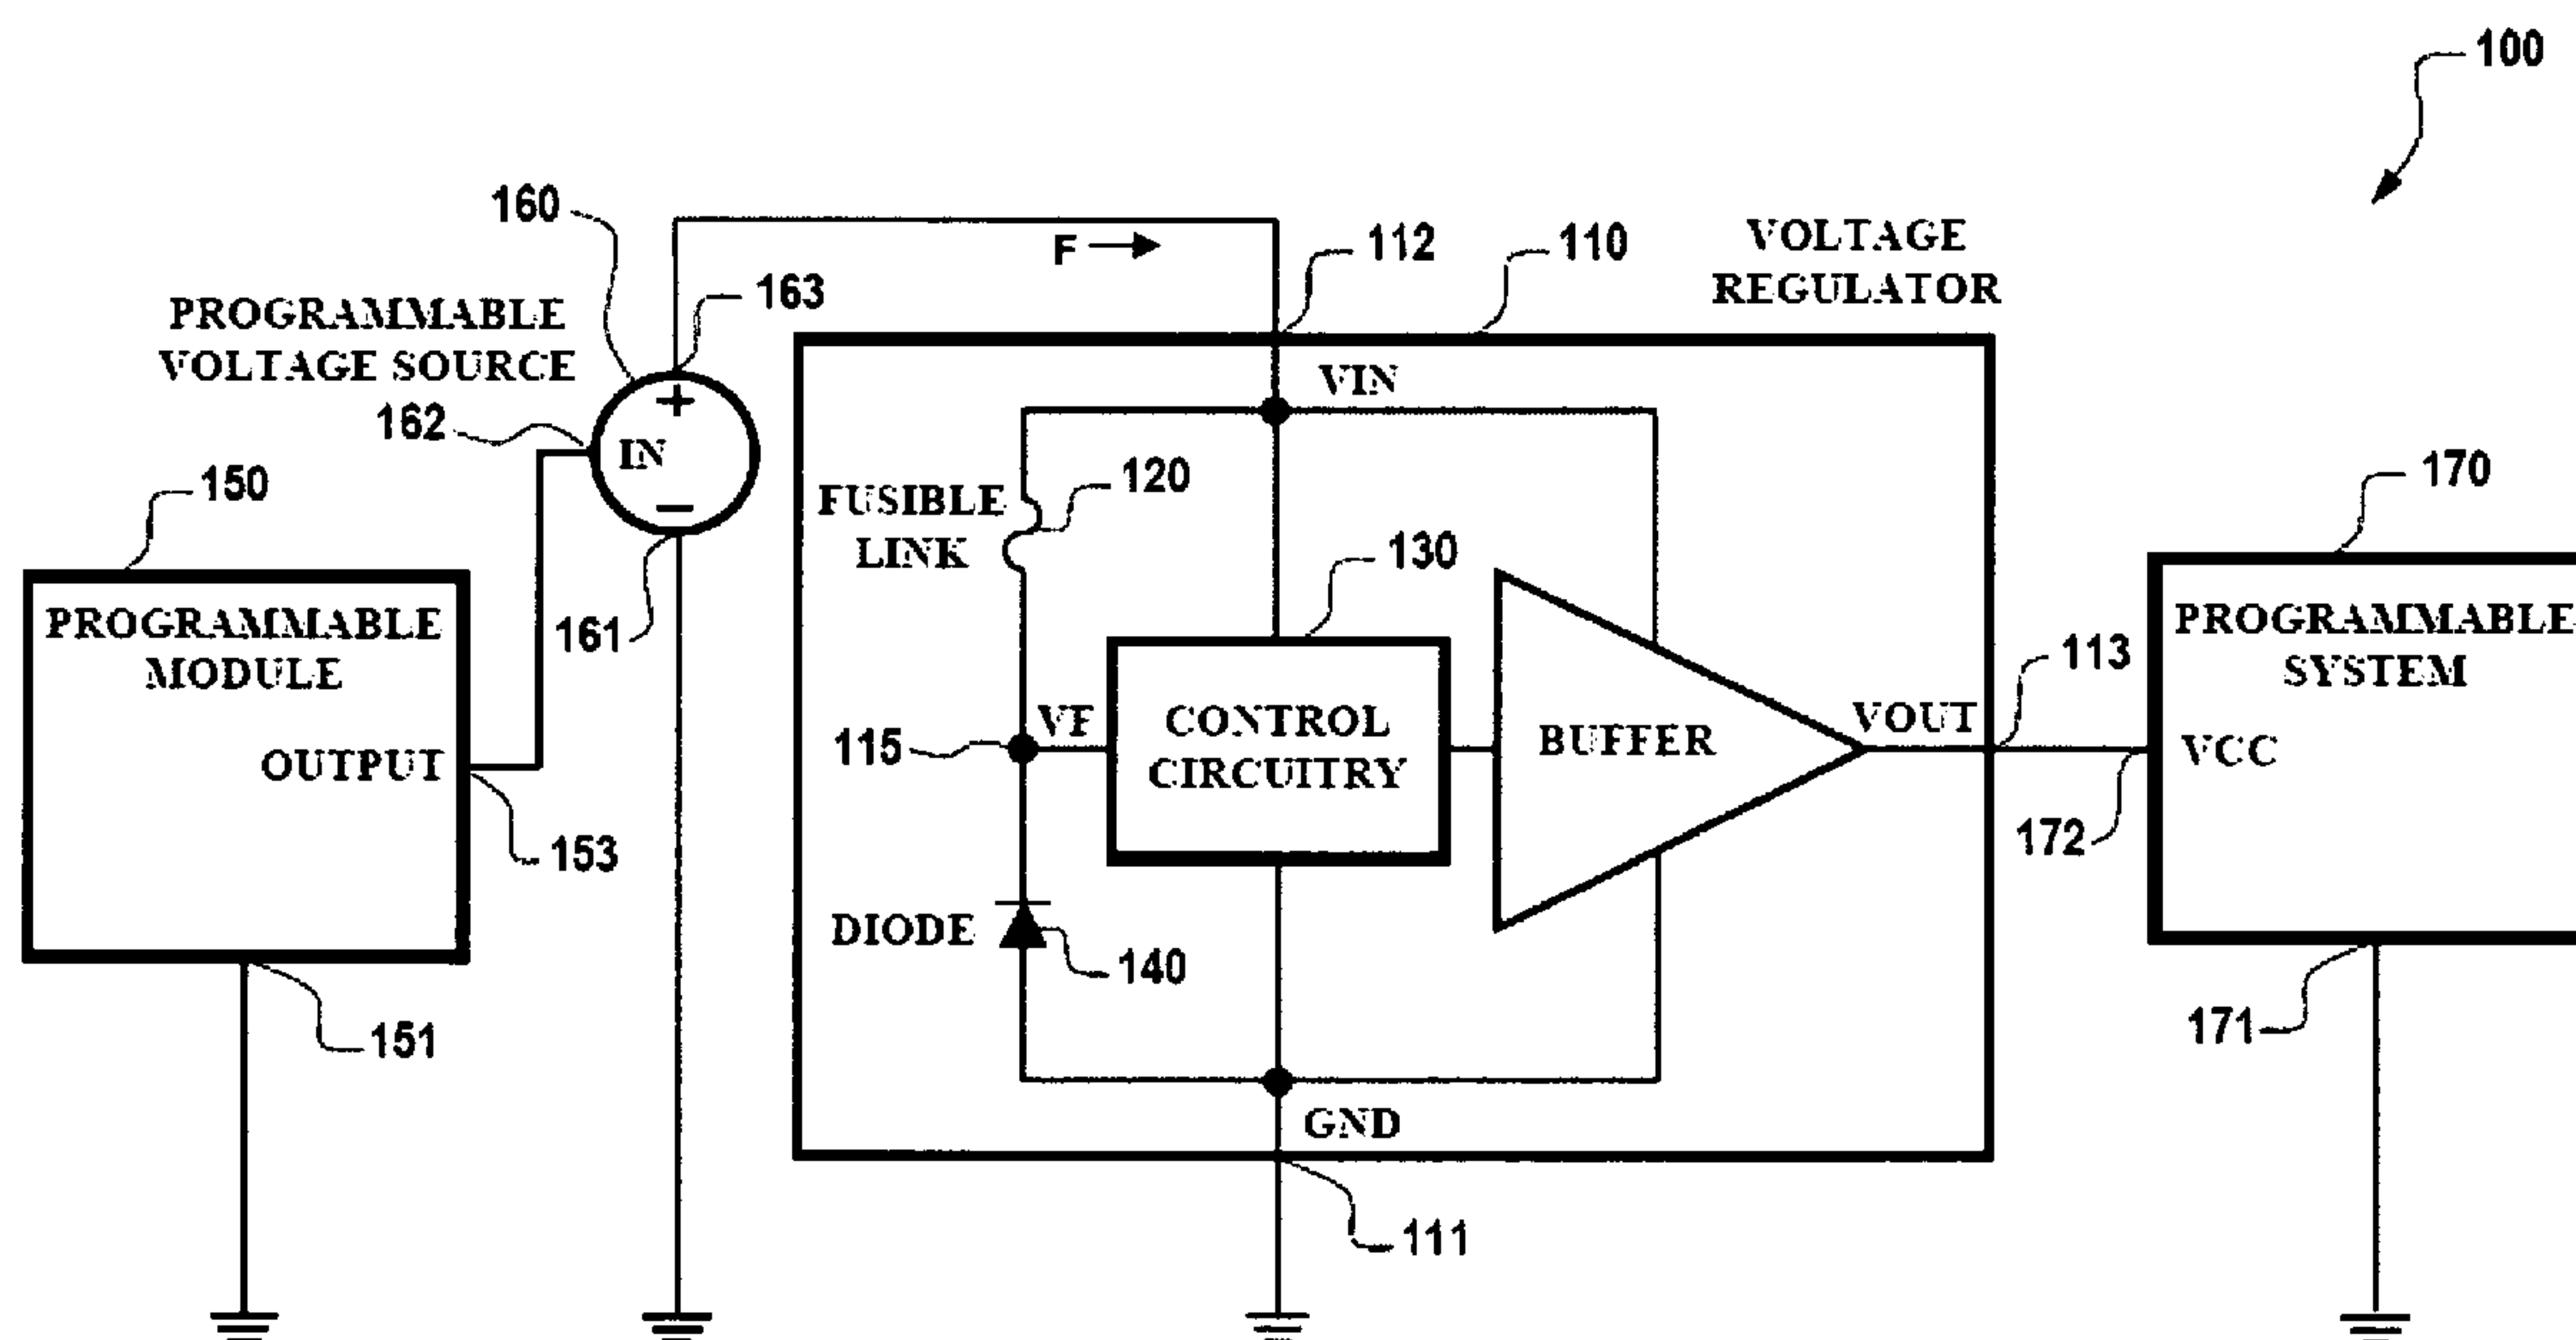 100
160
F
112
110
VOLTAGE
REGULATOR
163
PROGRAMMABLE
VOLTAGE SOURCE
162
+
IN
−
VIN
150
FUSIBLE
LINK
120
130
170
161
PROGRAMMABLE
MODULE
OUTPUT
153
151
115
VF
CONTROL
CIRCUITRY
BUFFER
VOUT
113
PROGRAMMABLE
SYSTEM
VCC
172
DIODE
140
171
GND
111